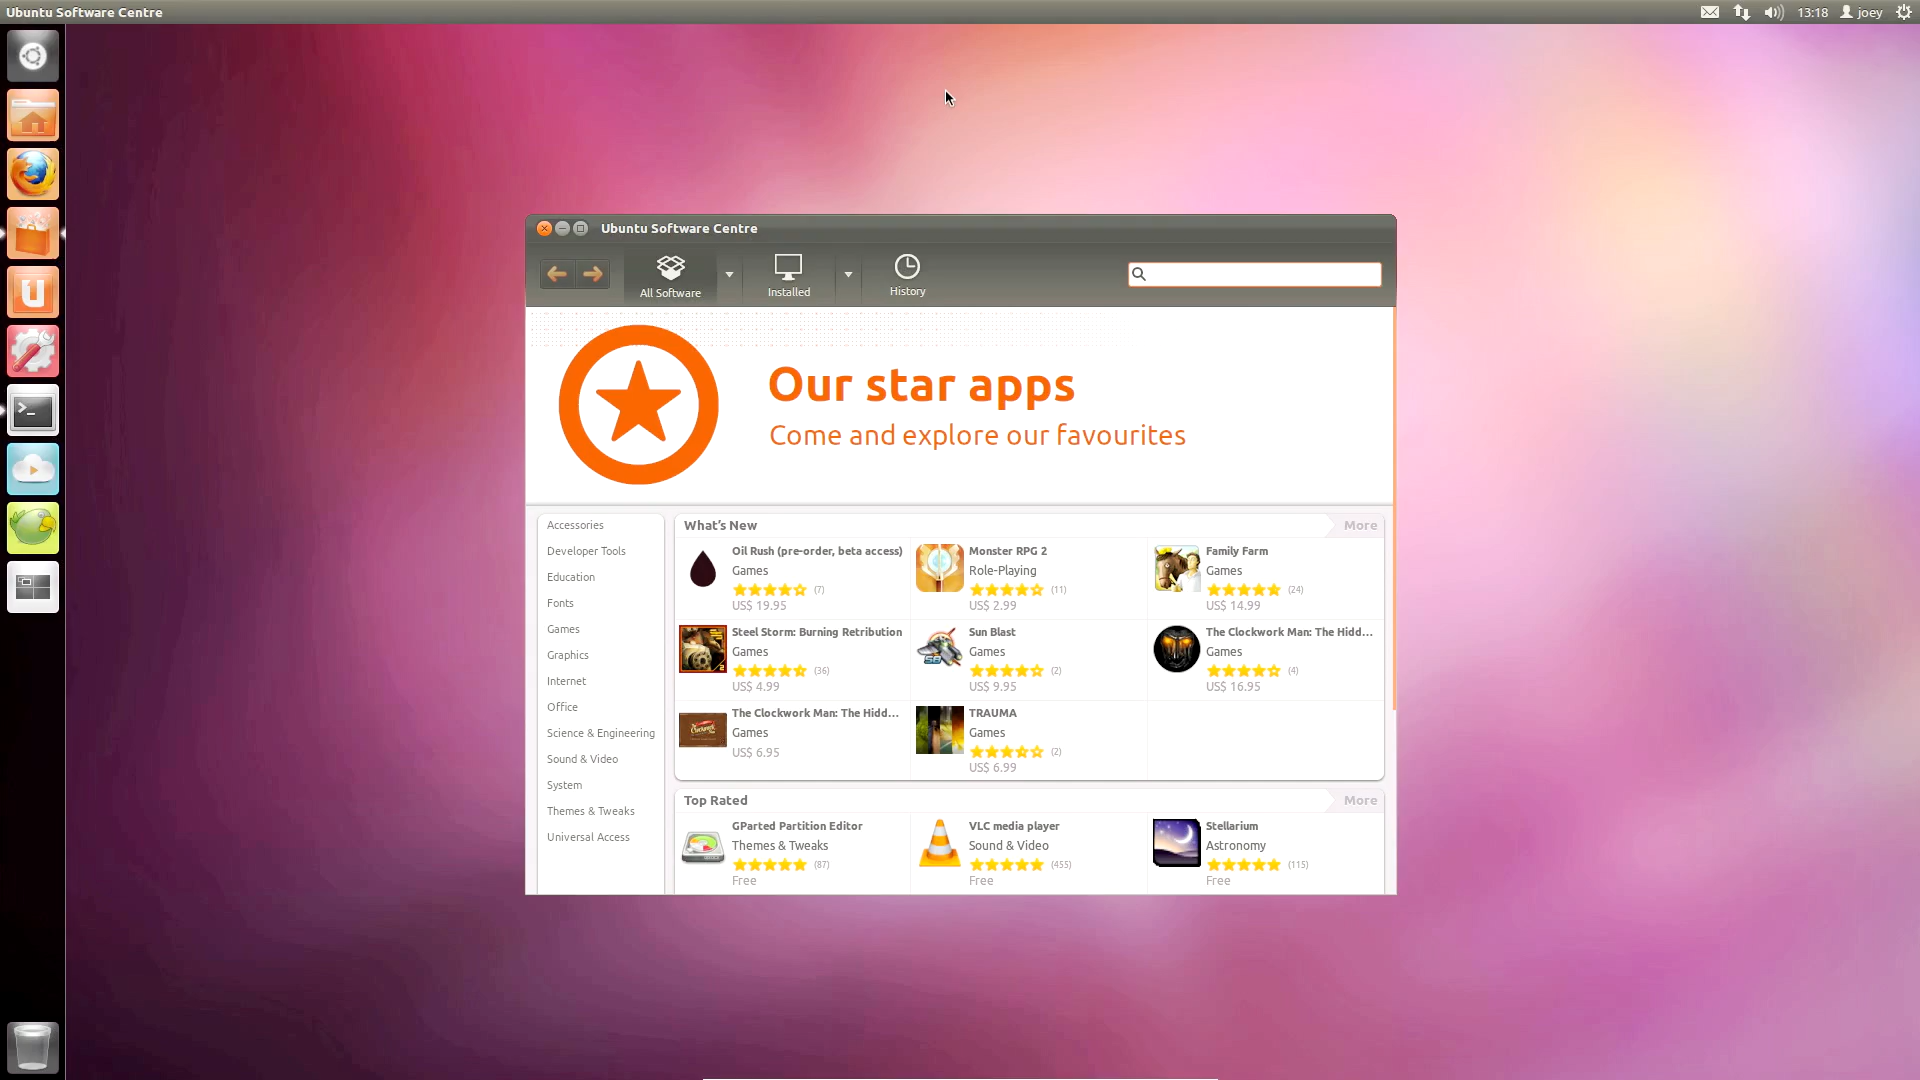 Ubuntu Software Centre
13:18
joey
Ubuntu Software Centre
All Software
Installed
History
Our star apps
Come and explore our favourites
Accessories
Developer Tools
Education
Fonts
Games
Graphics
Internet
Office
Science & Engineering
Sound & Video
System
Themes & Tweaks
Universal Access
What's New
More
Oil Rush (pre-order, beta access)
Games
(7)
US$ 19.95
Monster RPG 2
Role-Playing
(11)
US$ 2.99
Family Farm
Games
(24)
US$ 14.99
Steel Storm: Burning Retribution
Games
(36)
US$ 4.99
Sun Blast
Games
(2)
US$ 9.95
The Clockwork Man: The Hidd...
Games
(4)
US$ 16.95
The Clockwork Man: The Hidd...
Games
US$ 6.95
TRAUMA
Games
(2)
US$ 6.99
Top Rated
More
GParted Partition Editor
Themes & Tweaks
(87)
Free
VLC media player
Sound & Video
(455)
Free
Stellarium
Astronomy
(115)
Free